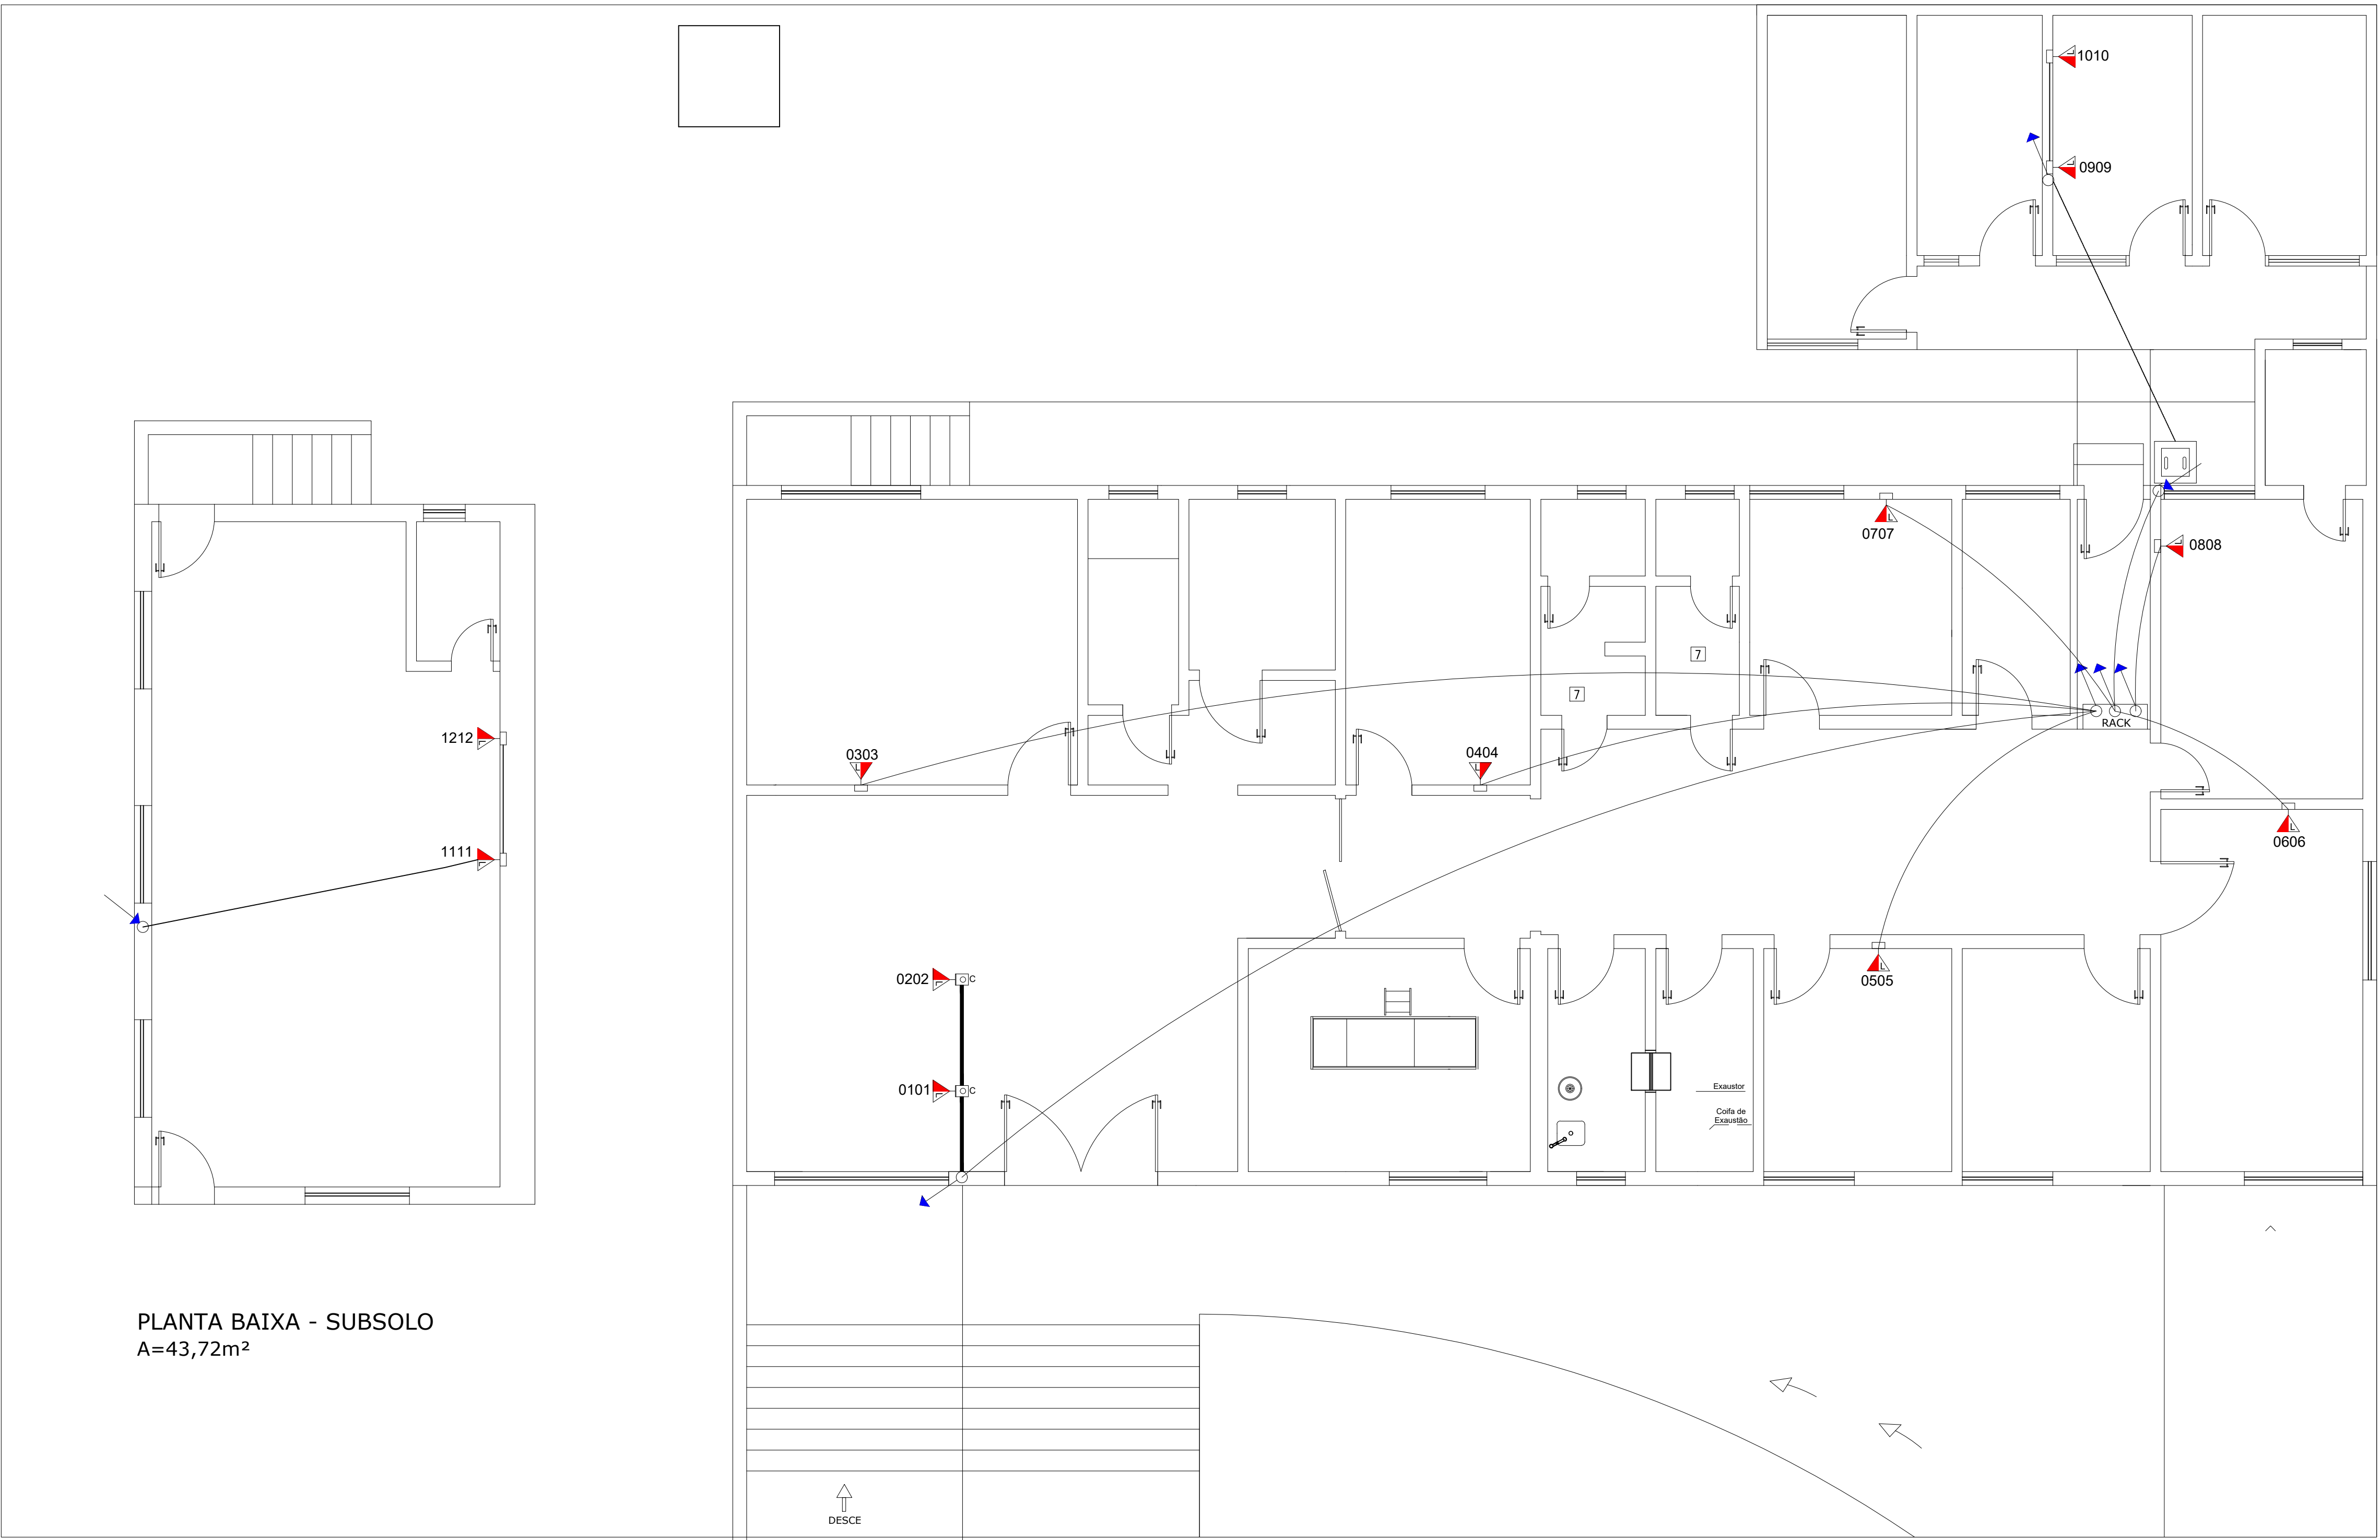 1010
0909
0707
0808
7
7
RACK
1212
0303
0404
0606
1111
0202
C
0505
0101
C
Exaustor
Coifa de
Exaustão
PLANTA BAIXA - SUBSOLO
A=43,72m²
DESCE